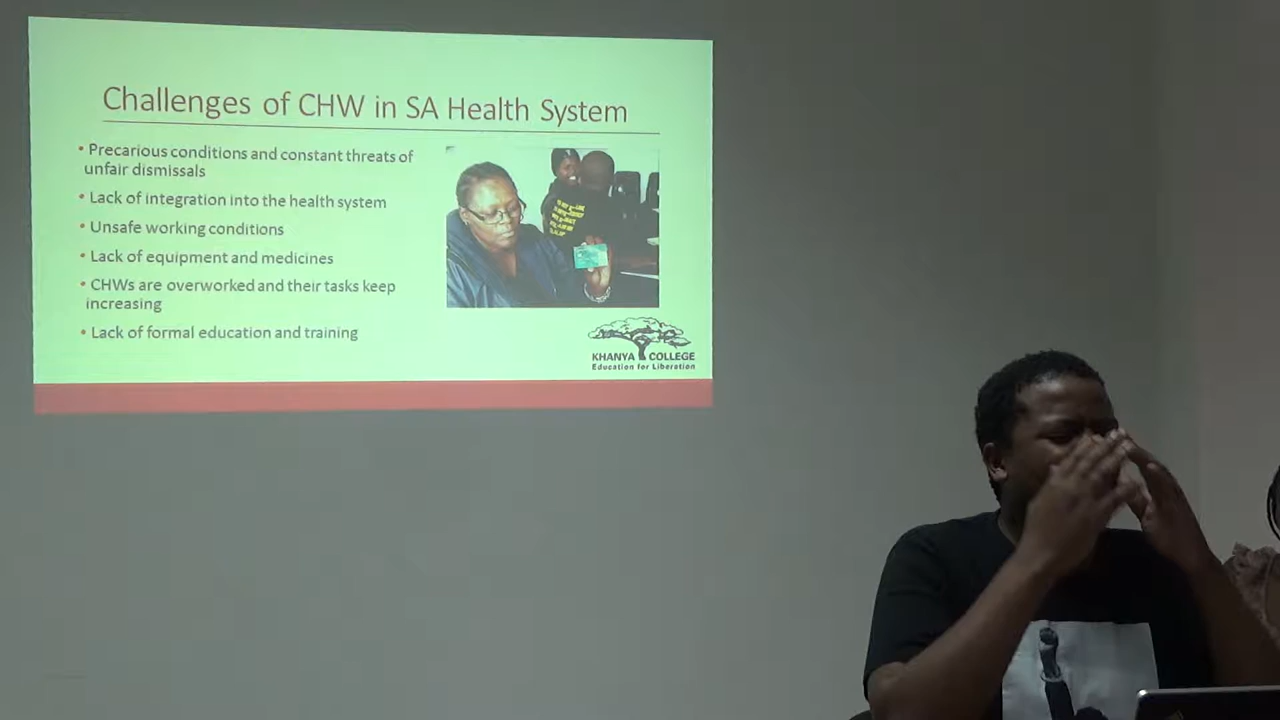 Challenges of CHW in SA Health System
• Precarious conditions and constant threats of
unfair dismissals
• Lack of integration into the health system
• Unsafe working conditions
• Lack of equipment and medicines
• CHWs are overworked and their tasks keep
increasing
• Lack of formal education and training
KHANYA COLLEGE
Education for Liberation